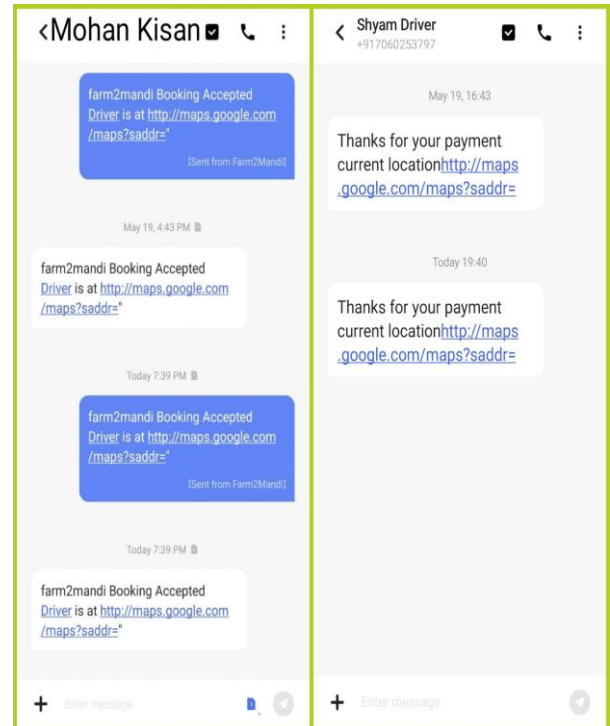 <Mohan Kisan
farm2mandi Booking Accepted
Driver is at http://maps.google.com
/maps?saddr="
[Sent from Farm2Mandi]
May 19, 4:43 PM
farm2mandi Booking Accepted
Driver is at http://maps.google.com
/maps?saddr="
Today 7:39 PM
farm2mandi Booking Accepted
Driver is at http://maps.google.com
/maps?saddr="
[Sent from Farm2Mandi]
Today 7:39 PM
farm2mandi Booking Accepted
Driver is at http://maps.google.com
/maps?saddr="
Enter message
1
Shyam Driver
+917060253797
May 19, 16:43
Thanks for your payment
current locationhttp://maps
.google.com/maps?saddr=
Today 19:40
Thanks for your payment
current locationhttp://maps
.google.com/maps?saddr=
Enter message